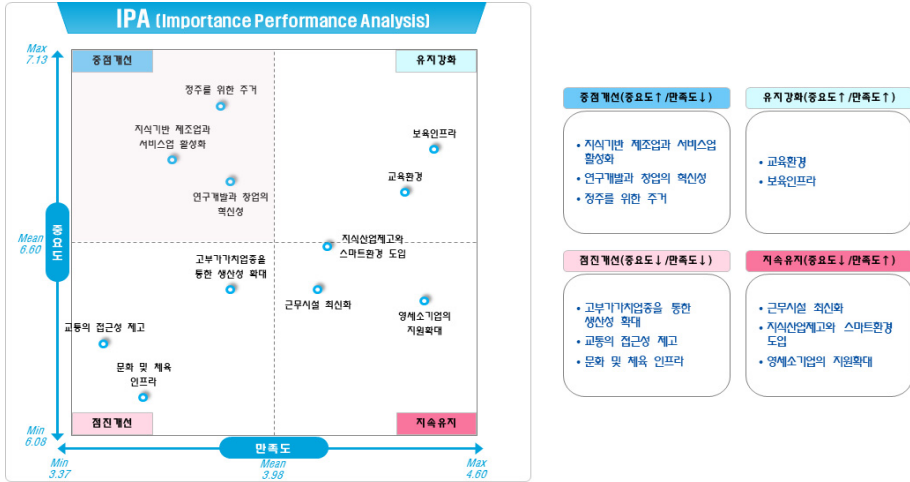 IPA (Importance Performance Analysis)
Max
7.13
중점개선
유지강화
정주를 위한 주거
지식기반 제조업과
서비스업 활성화
보육인프라
교육환경
연구개발과 창업의
혁신성
Mean
6.60
중요도
지식산업제고와
스마트환경 도입
고부가가치업종을
통한 생산성 확대
근무시설 최신화
영세소기업의
지원확대
교통의 접근성 제고
문화 및 체육
인프라
점진개선
지속유지
Min
6.08
만족도
Min
3.37
Mean
3.98
Max
4.60
중점개선(중요도↑/만족도↓)
• 지식기반 제조업과 서비스업
활성화
• 연구개발과 창업의 혁신성
• 정주를 위한 주거
유지강화(중요도↑/만족도↑)
• 교육환경
• 보육인프라
점진개선(중요도↓/만족도↓)
• 고부가가치업종을 통한
생산성 확대
• 교통의 접근성 제고
• 문화 및 체육 인프라
지속유지(중요도↓/만족도↑)
• 근무시설 최신화
• 지식산업제고와 스마트환경
도입
• 영세소기업의 지원확대